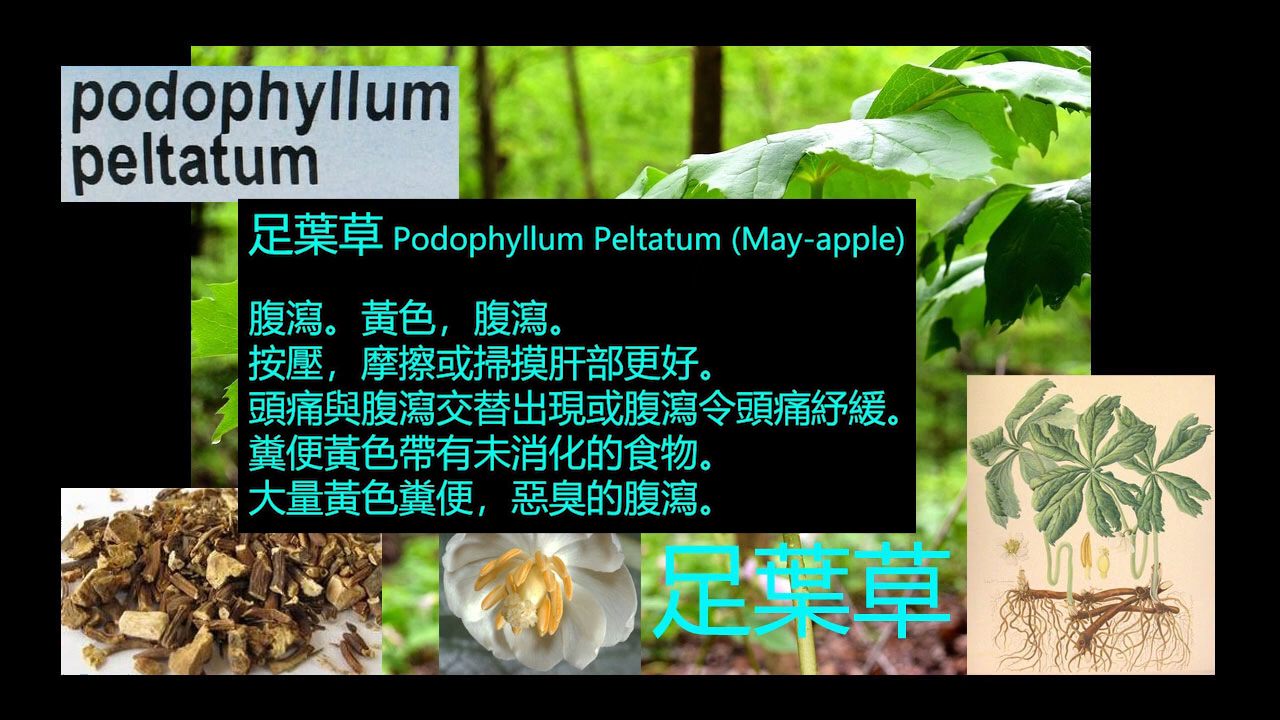 podophyllum
peltatum
足葉草 Podophyllum Peltatum (May-apple)
腹瀉。黃色，腹瀉。
按壓，摩擦或掃摸肝部更好。
頭痛與腹瀉交替出現或腹瀉令頭痛紓緩。
糞便黃色帶有未消化的食物。
大量黃色糞便，惡臭的腹瀉。
足葉草